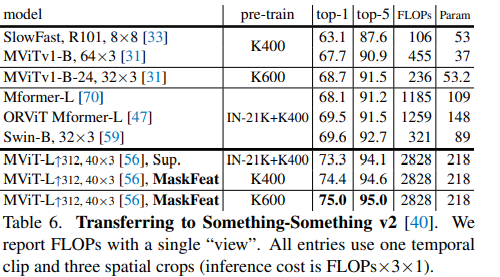 model pre-train top-1 top-5 FLOPs Param
SlowFast, R101, 8×8 [33] K400 63.1 87.6 106 53
MViTv1-B, 64×3 [31] 67.7 90.9 455 37
MViTv1-B-24, 32×3 [31] K600 68.7 91.5 236 53.2
Mformer-L [70] IN-21K+K400 68.1 91.2 1185 109
ORViT Mformer-L [47] 69.5 91.5 1259 148
Swin-B, 32×3 [59] 69.6 92.7 321 89
MViT-L↑312, 40×3 [56], Sup. IN-21K+K400 73.3 94.1 2828 218
MViT-L↑312, 40×3 [56], MaskFeat K400 74.4 94.6 2828 218
MViT-L↑312, 40×3 [56], MaskFeat K600 75.0 95.0 2828 218
Table 6. Transferring to Something-Something v2 [40]. We
report FLOPs with a single “view”. All entries use one temporal
clip and three spatial crops (inference cost is FLOPs×3×1).